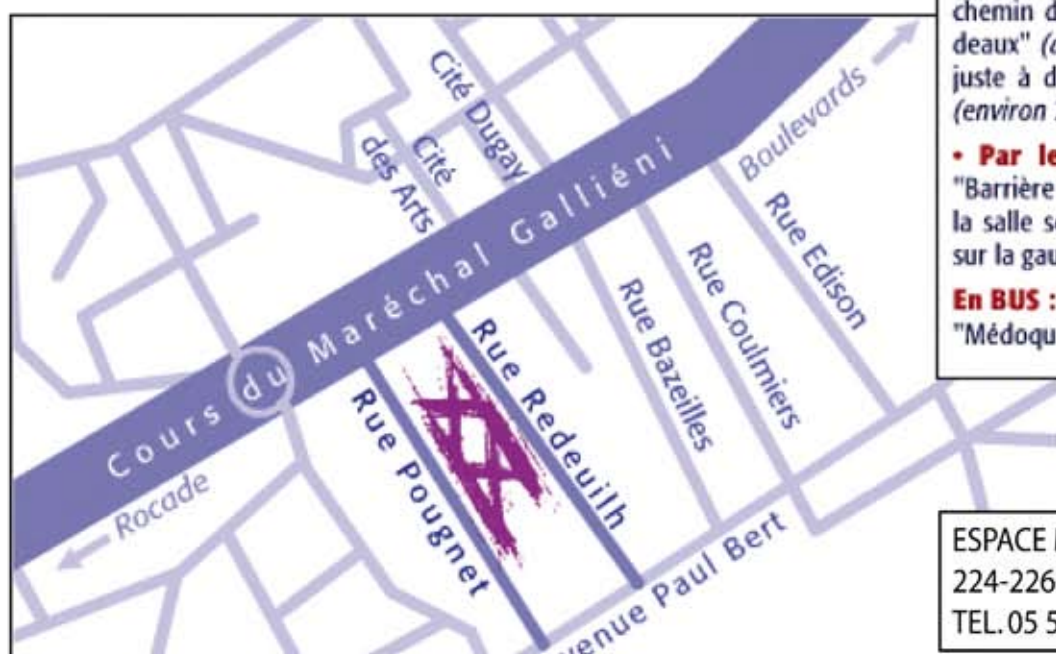 chemin d
deaux"
juste à d
(environ
• Par le
"Barrière
la salle s
sur la gau
En BUS :
"Médoqu
Cité Dugay
Cité
des Arts
Boulevards
Cours du Maréchal Galliéni
Rue Edison
Rue Coulmiers
Rue Bazeilles
Rue Redeuilh
Rue Pougnet
Rocade
venue Paul Bert
ESPACE
224-226
TEL. 05 5